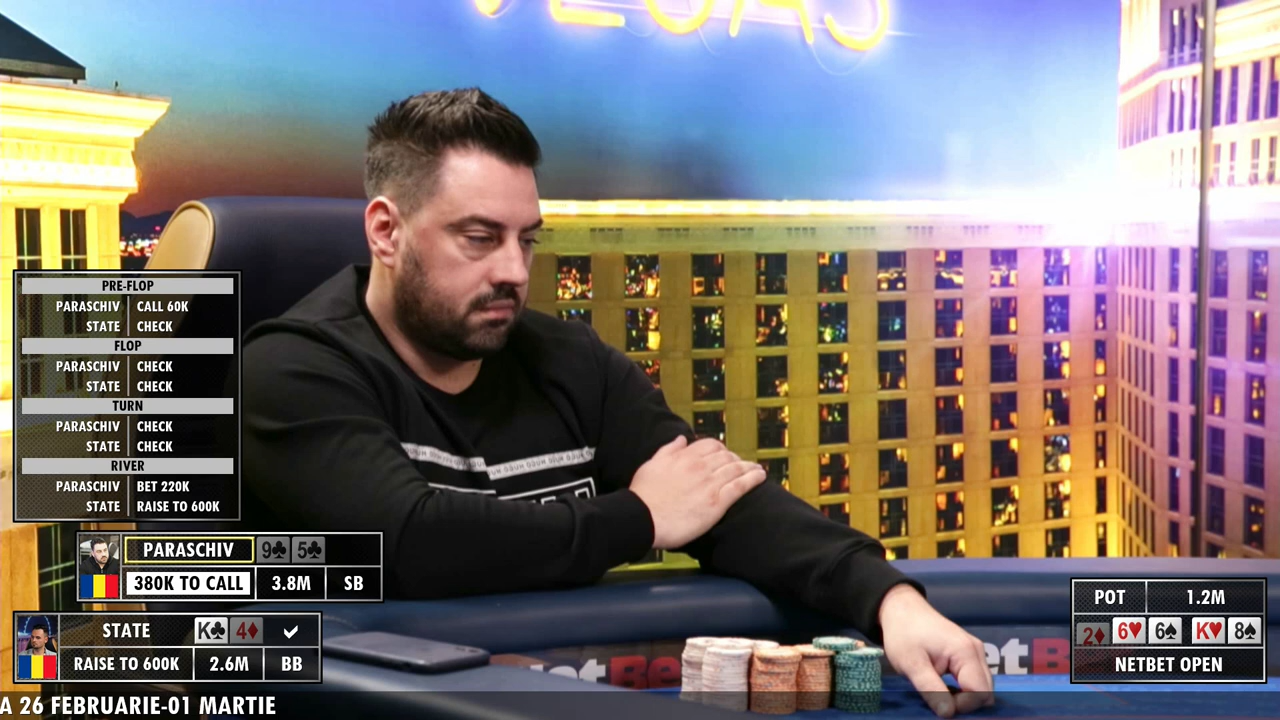 VEGAS
PRE-FLOP
PARASCHIV CALL 60K
STATE CHECK
FLOP
PARASCHIV CHECK
STATE CHECK
TURN
PARASCHIV CHECK
STATE CHECK
RIVER
PARASCHIV BET 220K
STATE RAISE TO 600K
PARASCHIV 9♣ 5♣
380K TO CALL 3.8M SB
STATE K♣ 4♦ ✓
RAISE TO 600K 2.6M BB
POT 1.2M
2♦ 6♥ 6♠ K♥ 8♠
NETBET OPEN
A 26 FEBRUARIE-01 MARTIE